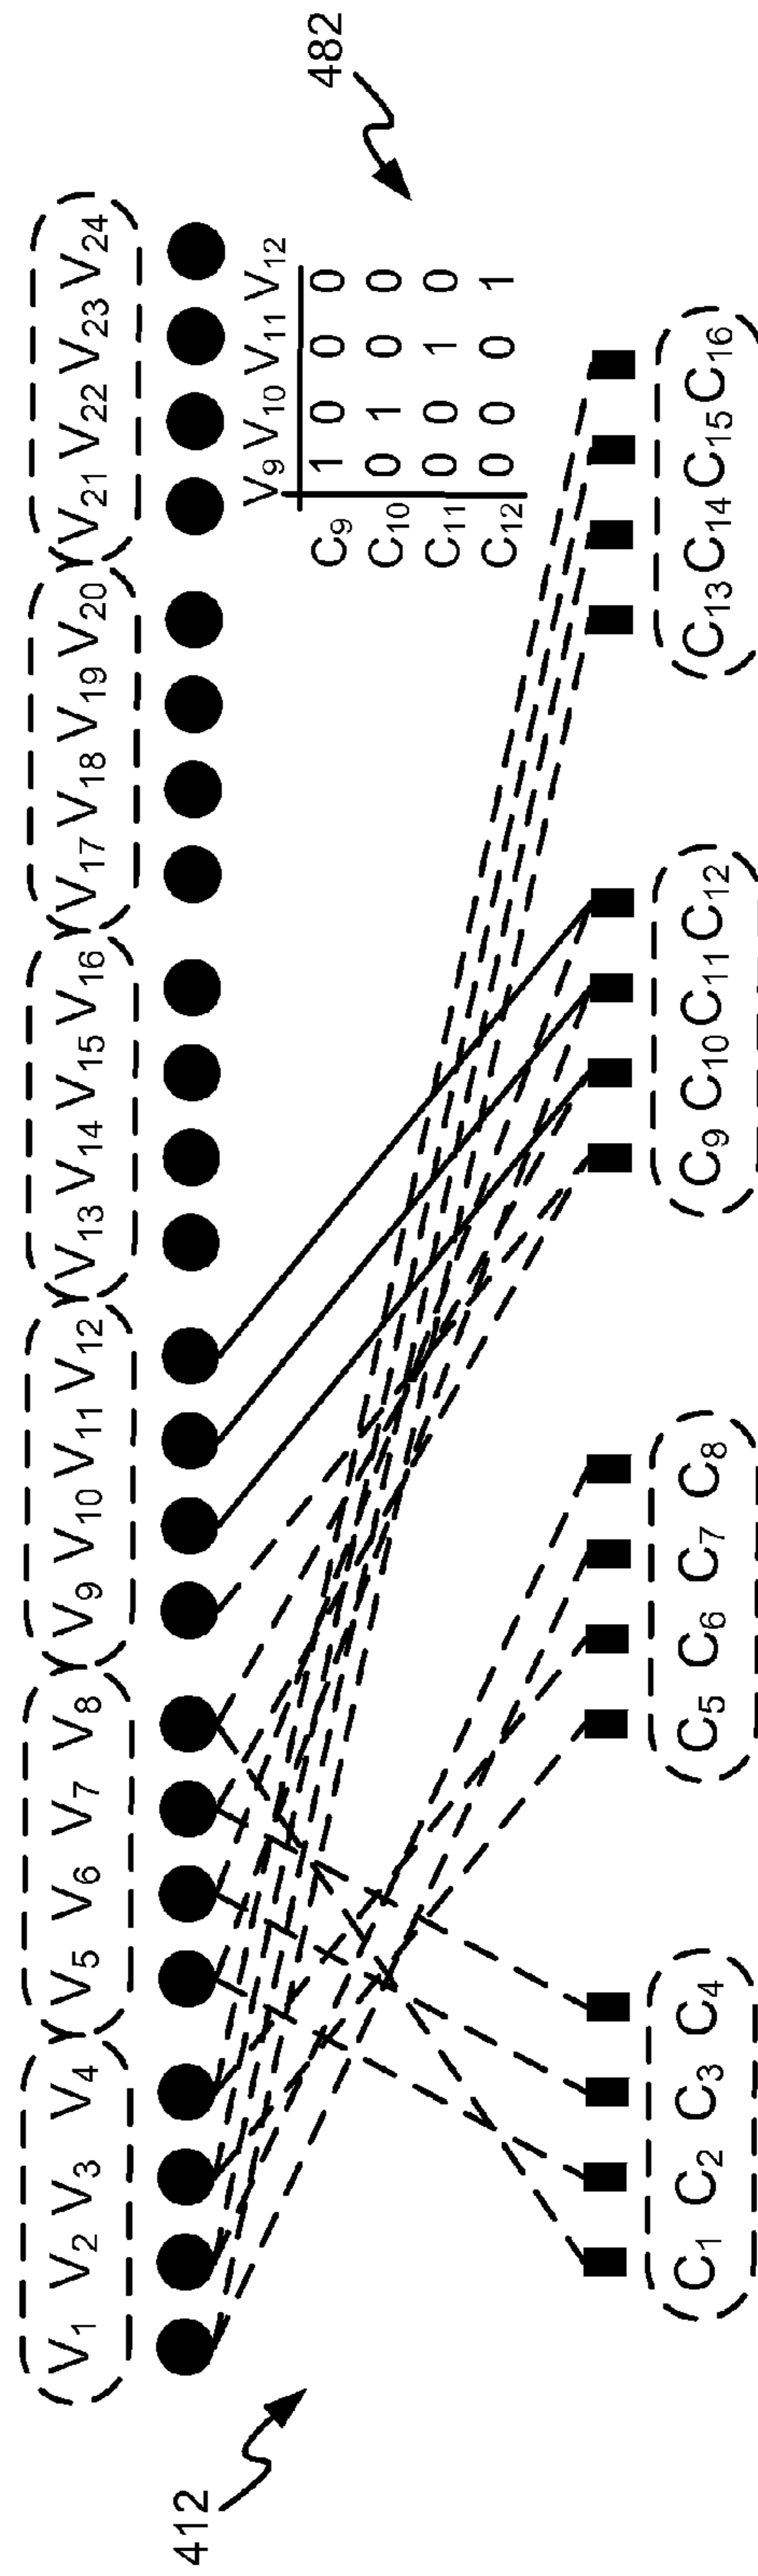 412
V1 V2 V3 V4
V5 V6 V7 V8
V9 V10 V11 V12
V13 V14 V15 V16
V17 V18 V19 V20
V21 V22 V23 V24
482
V9 V10 V11 V12
C9 1 0 0 0
C10 0 1 0 0
C11 0 0 1 0
C12 0 0 0 1
C1 C2 C3 C4
C5 C6 C7 C8
C9 C10 C11 C12
C13 C14 C15 C16